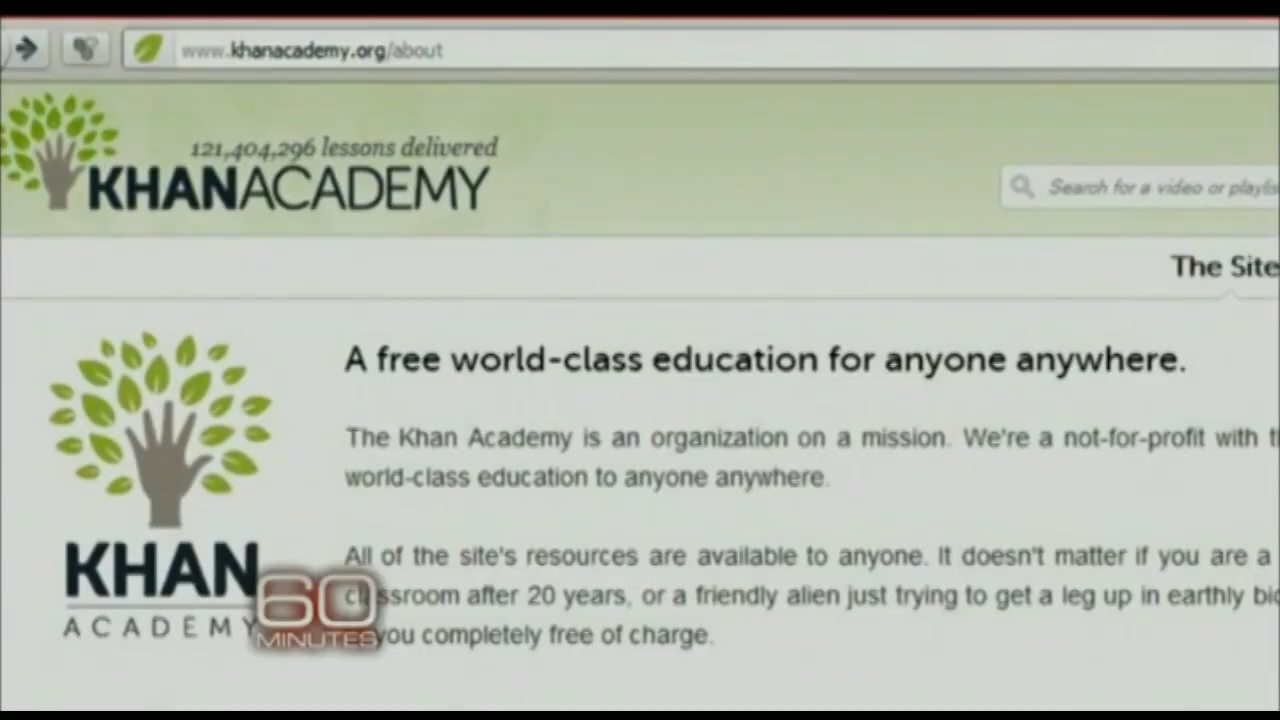 www.khanacademy.org/about
121,404,296 lessons delivered
KHANACADEMY
Search for a video or
The Site
A free world-class education for anyone anywhere.
The Khan Academy is an organization on a mission. We're a not-for-profit with
world-class education to anyone anywhere.
All of the site's resources are available to anyone. It doesn't matter if you are a
after 20 years, or a friendly alien just trying to get a leg up in earthly
you completely free of charge.
KHAN
ACADEMY
60
MINUTES